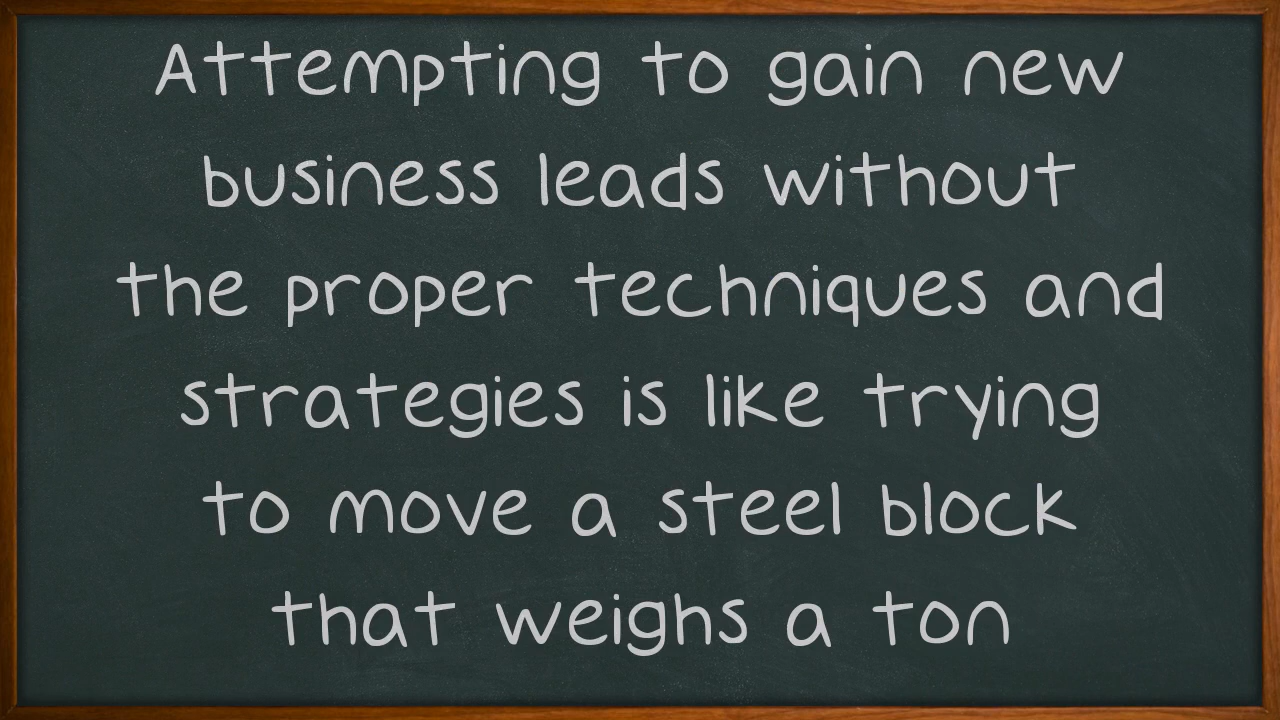 Attempting to gain new
business leads without
the proper techniques and
strategies is like trying
to move a steel block
that weighs a ton